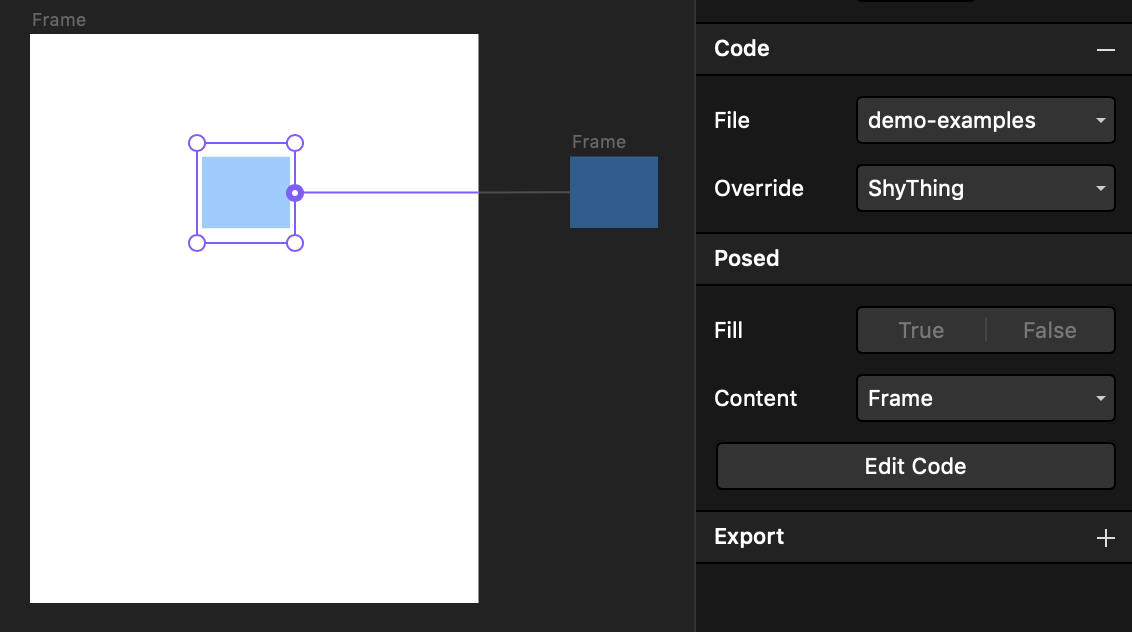 Frame
Frame
Code
File
demo-examples
Override
ShyThing
Posed
Fill
True
False
Content
Frame
Edit Code
Export